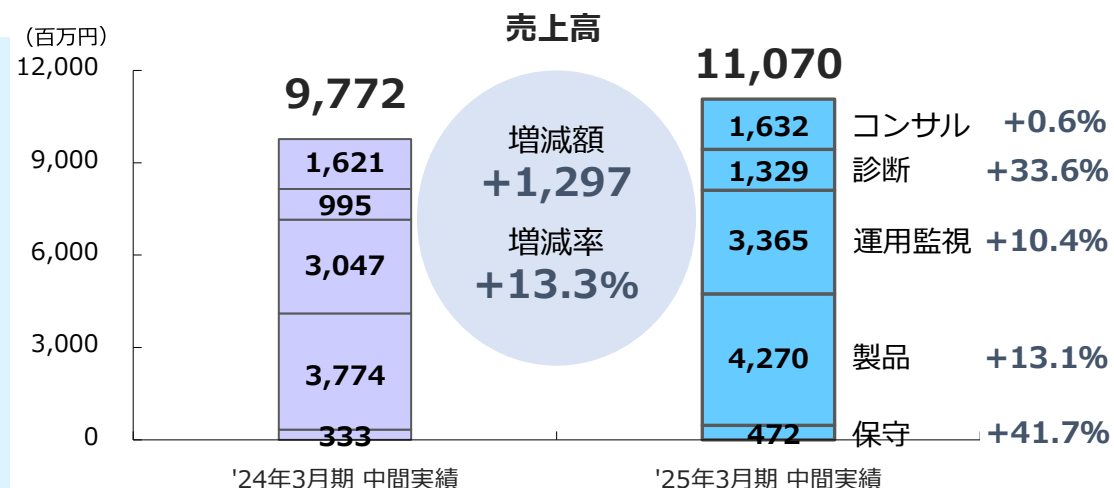 売上高
（百万円）
12,000
9,000
6,000
3,000
0
9,772
1,621
995
3,047
3,774
333
増減額
+1,297
増減率
+13.3%
11,070
1,632 コンサル +0.6%
1,329 診断 +33.6%
3,365 運用監視 +10.4%
4,270 製品 +13.1%
472 保守 +41.7%
'24年3月期 中間実績
'25年3月期 中間実績